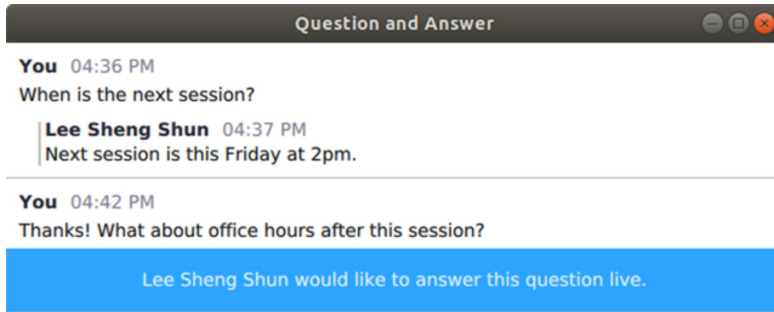 Question and Answer
You 04:36 PM
When is the next session?
Lee Sheng Shun 04:37 PM
Next session is this Friday at 2pm.
You 04:42 PM
Thanks! What about office hours after this session?
Lee Sheng Shun would like to answer this question live.